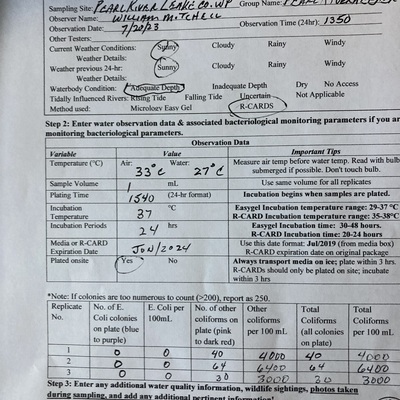 Sampling Site: PEARL RIVER LEAKE CO. WP Group Name: PEARL
Observer Name: WILLIAM MITCHELL
Observation Date: 7/20/23 Observation Time (24hr): 1350
Other Testers:
Current Weather Conditions: Sunny Cloudy Rainy Windy
Weather Details:
Weather previous 24-hr: Sunny Cloudy Rainy Windy
Weather Details:
Waterbody Condition: Adequate Depth Inadequate Depth Dry No Access
Tidally Influenced Rivers: Rising Tide Falling Tide Uncertain Not Applicable
Method used: Micrology Easy Gel R-CARDS
Step 2: Enter water observation data & associated bacteriological monitoring parameters if you are
monitoring bacteriological parameters.
Observation Data
Variable Value Important Tips
Temperature (°C) Air: 33°C Water: 27°C Measure air temp before water temp. Read with bulb
submerged if possible. Don't touch bulb.
Sample Volume 1 mL Use same volume for all replicates
Plating Time 1540 (24-hr format) Incubation begins when samples are plated.
Incubation Temperature 37 °C Easygel Incubation temperature range: 29-37 °C
R-CARD Incubation temperature range: 35-38°C
Incubation Periods 24 hrs Easygel Incubation time: 30-48 hours.
R-CARD Incubation time: 20-24 hours
Media or R-CARD Expiration Date JUN/2024 Use this date format: Jul/2019 (from media box)
R-CARD expiration date on original package
Plated onsite Yes No Always transport media on ice; plate within 3 hrs.
R-CARDs should only be plated on site; incubate
within 3 hrs
*Note: If colonies are too numerous to count (>200), report as 250.
Replicate No. No. of E. Coli colonies on plate (blue to purple) E. Coli per 100mL No. of other coliforms on plate (pink to dark red) Other Coliforms per 100 mL Total Coliforms (all colonies on plate) Total Coliforms per 100 mL
1 0 0 40 4000 40 4000
2 0 0 64 6400 64 6400
3 0 0 30 3000 30 3000
Step 3: Enter any additional water quality information, wildlife sightings, photos taken
during sampling, and add any additional pertinent information!